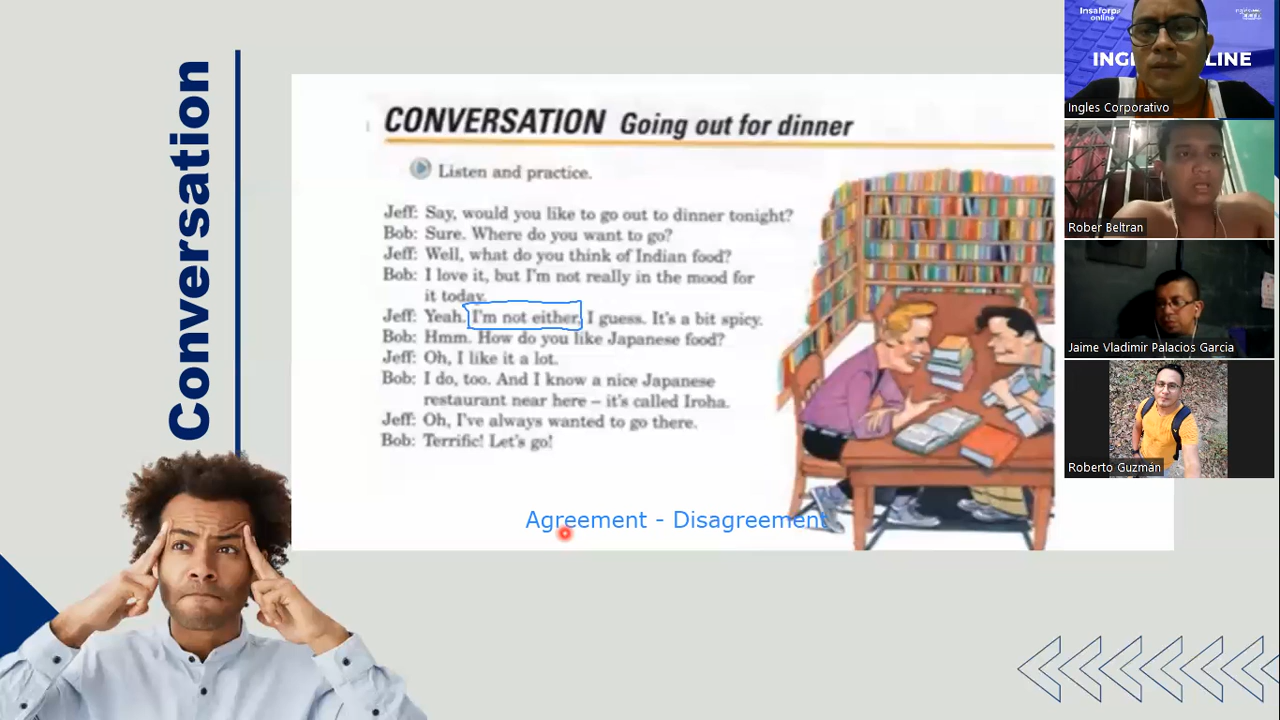 Conversation
CONVERSATION Going out for dinner
Listen and practice.
Jeff: Say, would you like to go out to dinner tonight?
Bob: Sure. Where do you want to go?
Jeff: Well, what do you think of Indian food?
Bob: I love it, but I'm not really in the mood for
it today.
Jeff: Yeah. I'm not either, I guess. It's a bit spicy.
Bob: Hmm. How do you like Japanese food?
Jeff: Oh, I like it a lot.
Bob: I do, too. And I know a nice Japanese
restaurant near here – it's called Iroha.
Jeff: Oh, I've always wanted to go there.
Bob: Terrific! Let's go!
Agreement - Disagreement
Insaforp
online
ING
LINE
Ingles Corporativo
Rober Beltran
Jaime Vladimir Palacios Garcia
Roberto Guzmán